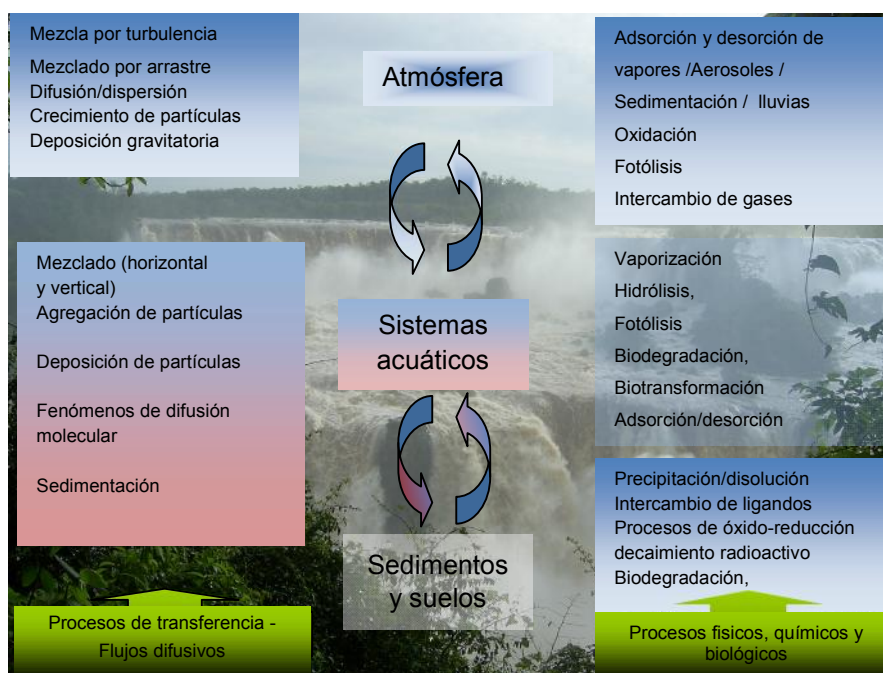 Mezcla por turbulencia
Mezclado por arrastre
Difusión/dispersión
Crecimiento de partículas
Deposición gravitatoria
Atmósfera
Adsorción y desorción de
vapores /Aerosoles /
Sedimentación / lluvias
Oxidación
Fotólisis
Intercambio de gases
Mezclado (horizontal
y vertical)
Agregación de partículas
Deposición de partículas
Fenómenos de difusión
molecular
Sedimentación
Sistemas
acuáticos
Vaporización
Hidrólisis,
Fotólisis
Biodegradación,
Biotransformación
Adsorción/desorción
Sedimentos
y suelos
Precipitación/disolución
Intercambio de ligandos
Procesos de óxido-reducción
decaimiento radioactivo
Biodegradación,
Procesos de transferencia -
Flujos difusivos
Procesos fisicos, químicos y
biológicos